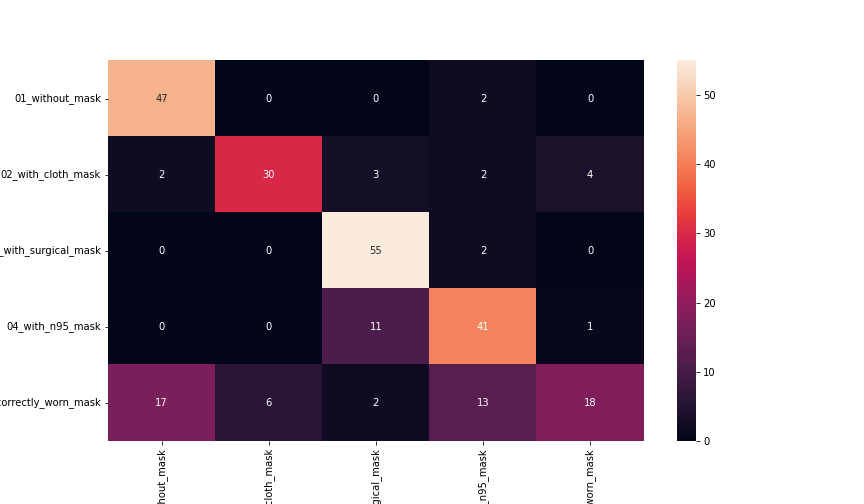 01_without_mask 47 0 0 2 0
02_with_cloth_mask 2 30 3 2 4
_with_surgical_mask 0 0 55 2 0
04_with_n95_mask 0 0 11 41 1
correctly_worn_mask 17 6 2 13 18
hout_mask
cloth_mask
gical_mask
n95_mask
worn_mask
50
40
30
20
10
0